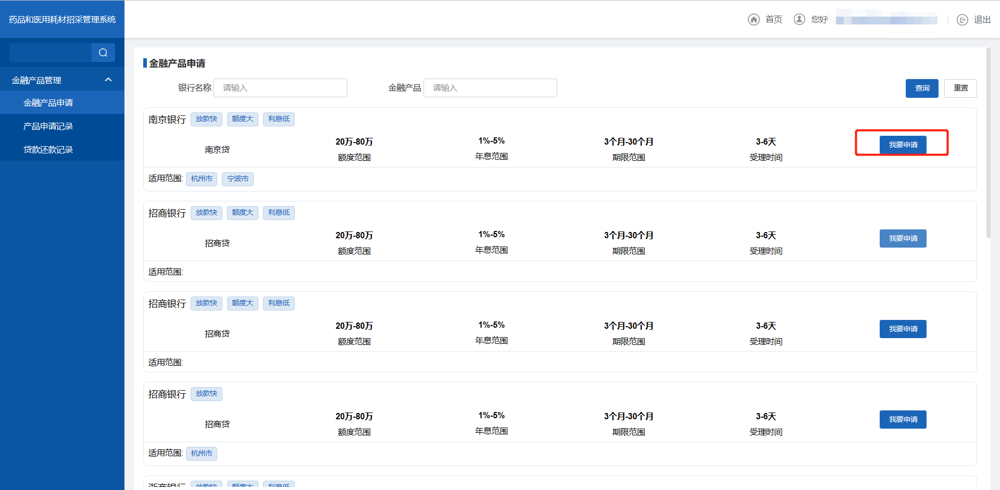 药品和医用耗材招采管理系统
首页 您好 退出
金融产品管理
金融产品申请
产品申请记录
贷款还款记录
金融产品申请
银行名称 请输入 金融产品 请输入 查询 重置
南京银行 放款快 额度大 利息低
南京贷 20万-80万 额度范围 1%-5% 年息范围 3个月-30个月 期限范围 3-6天 受理时间 我要申请
适用范围: 杭州市 宁波市
招商银行 放款快 额度大 利息低
招商贷 20万-80万 额度范围 1%-5% 年息范围 3个月-30个月 期限范围 3-6天 受理时间 我要申请
适用范围:
招商银行 放款快 额度大 利息低
招商贷 20万-80万 额度范围 1%-5% 年息范围 3个月-30个月 期限范围 3-6天 受理时间 我要申请
适用范围:
招商银行 放款快
招商贷 20万-80万 额度范围 1%-5% 年息范围 3个月-30个月 期限范围 3-6天 受理时间 我要申请
适用范围: 杭州市
浙商银行 放款快 额度大 利息低